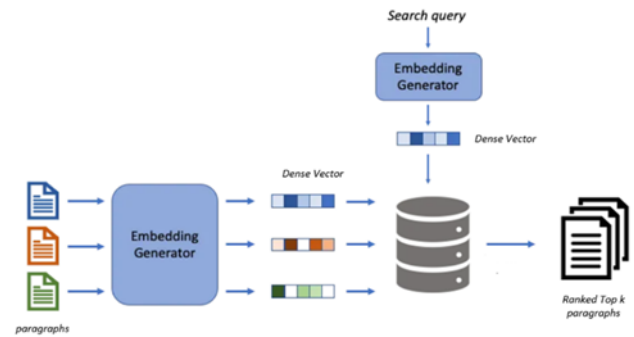 Search query
Embedding
Generator
Dense Vector
Dense Vector
Embedding
Generator
paragraphs
Ranked Top k
paragraphs